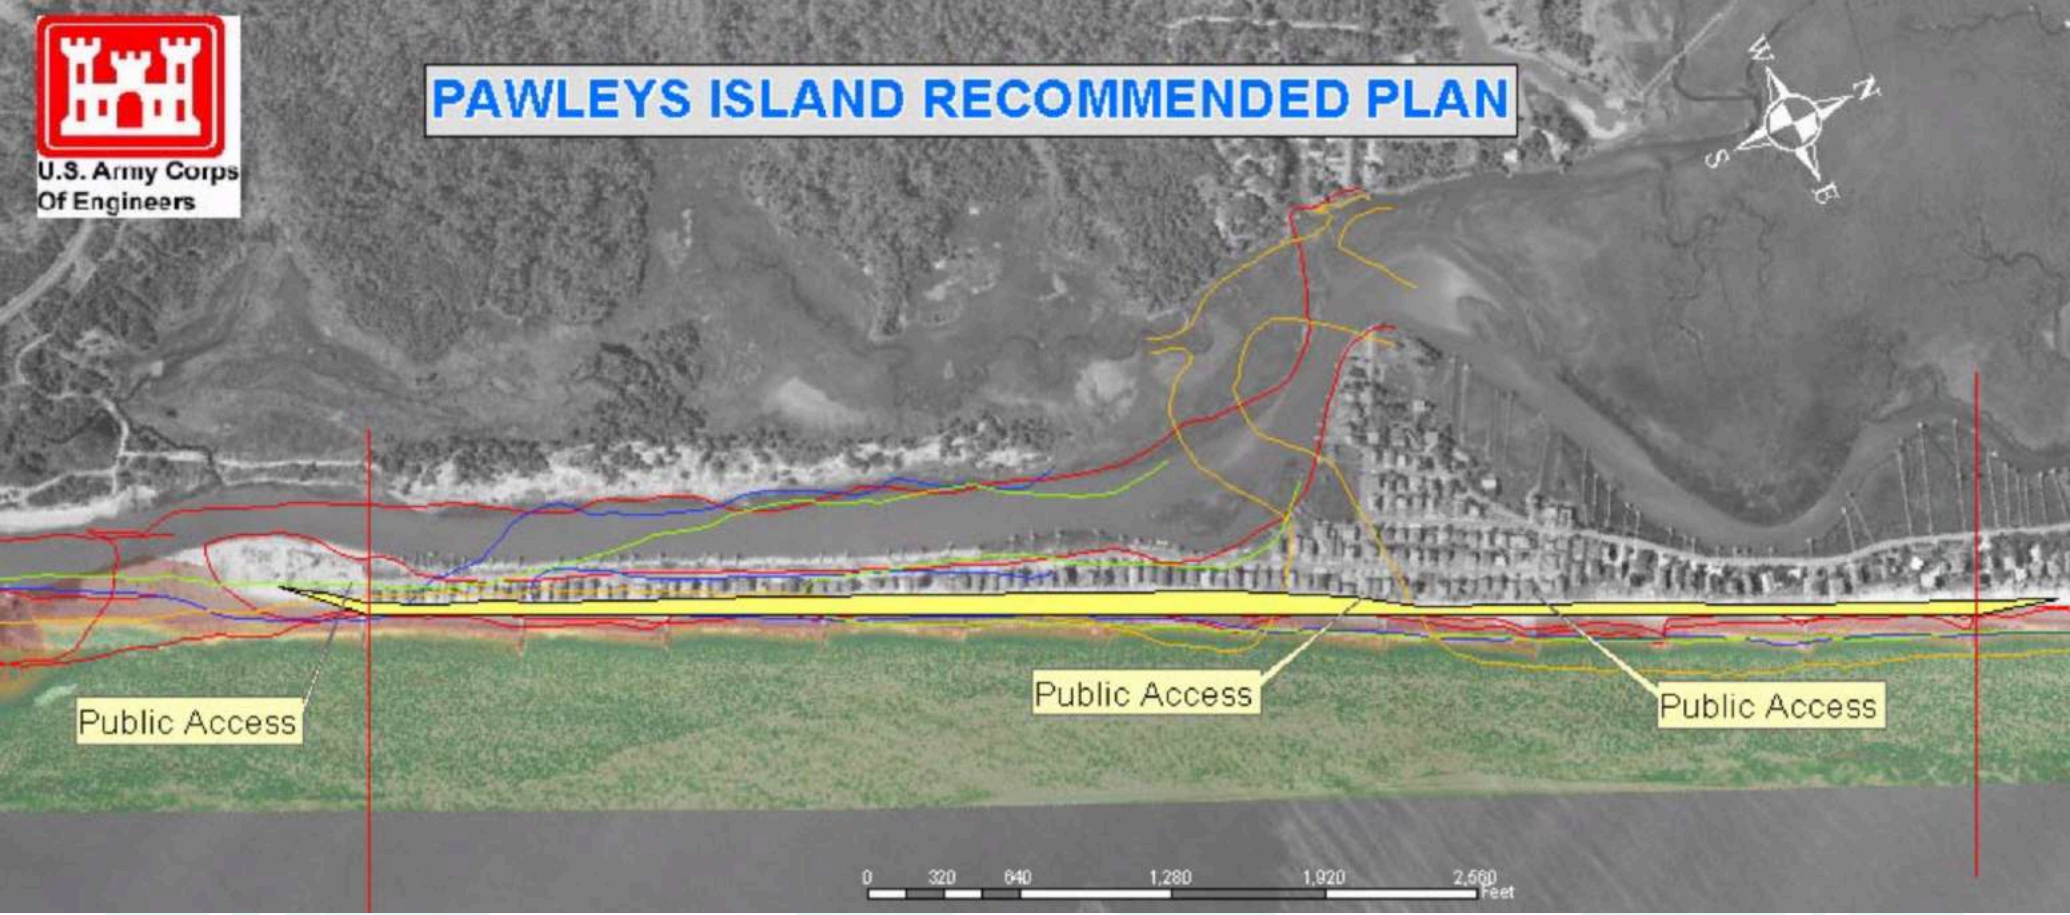 U.S. Army Corps
Of Engineers
PAWLEYS ISLAND RECOMMENDED PLAN
W
N
S
E
Public Access
Public Access
Public Access
0 320 640 1,280 1,920 2,560
Feet